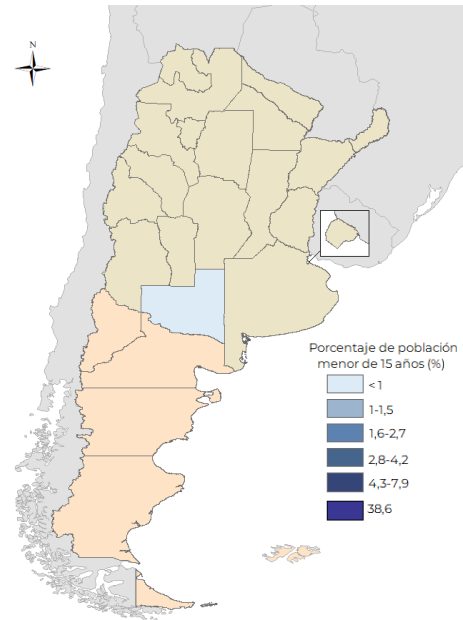 N
Porcentaje de población
menor de 15 años (%)
< 1
1-1,5
1,6-2,7
2,8-4,2
4,3-7,9
38,6